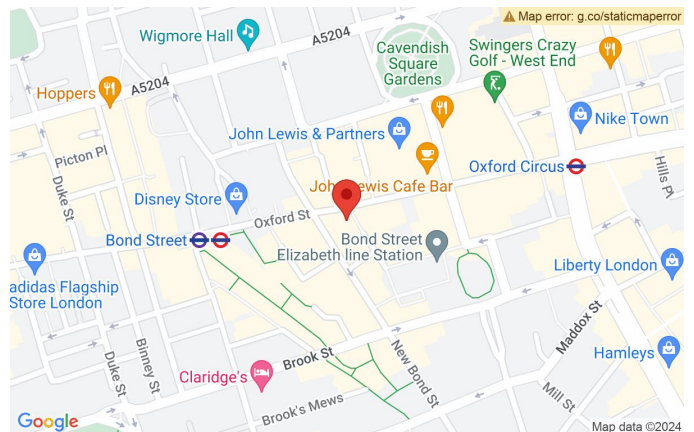 Map error: g.co/staticmaperror
Wigmore Hall
A5204
Cavendish
Square
Gardens
Swingers Crazy
Golf - West End
Hoppers
A5204
John Lewis & Partners
Nike Town
Picton Pl
Oxford Circus
Hills Pl
Duke St
Disney Store
John Lewis Cafe Bar
Oxford St
Bond Street
Bond Street
Elizabeth line Station
Liberty London
adidas Flagship
Store London
Maddox St
Binney St
Duke St
Brook St
New Bond St
Hamleys
Claridge's
Mill St
Brook's Mews
Google
Map data ©2024